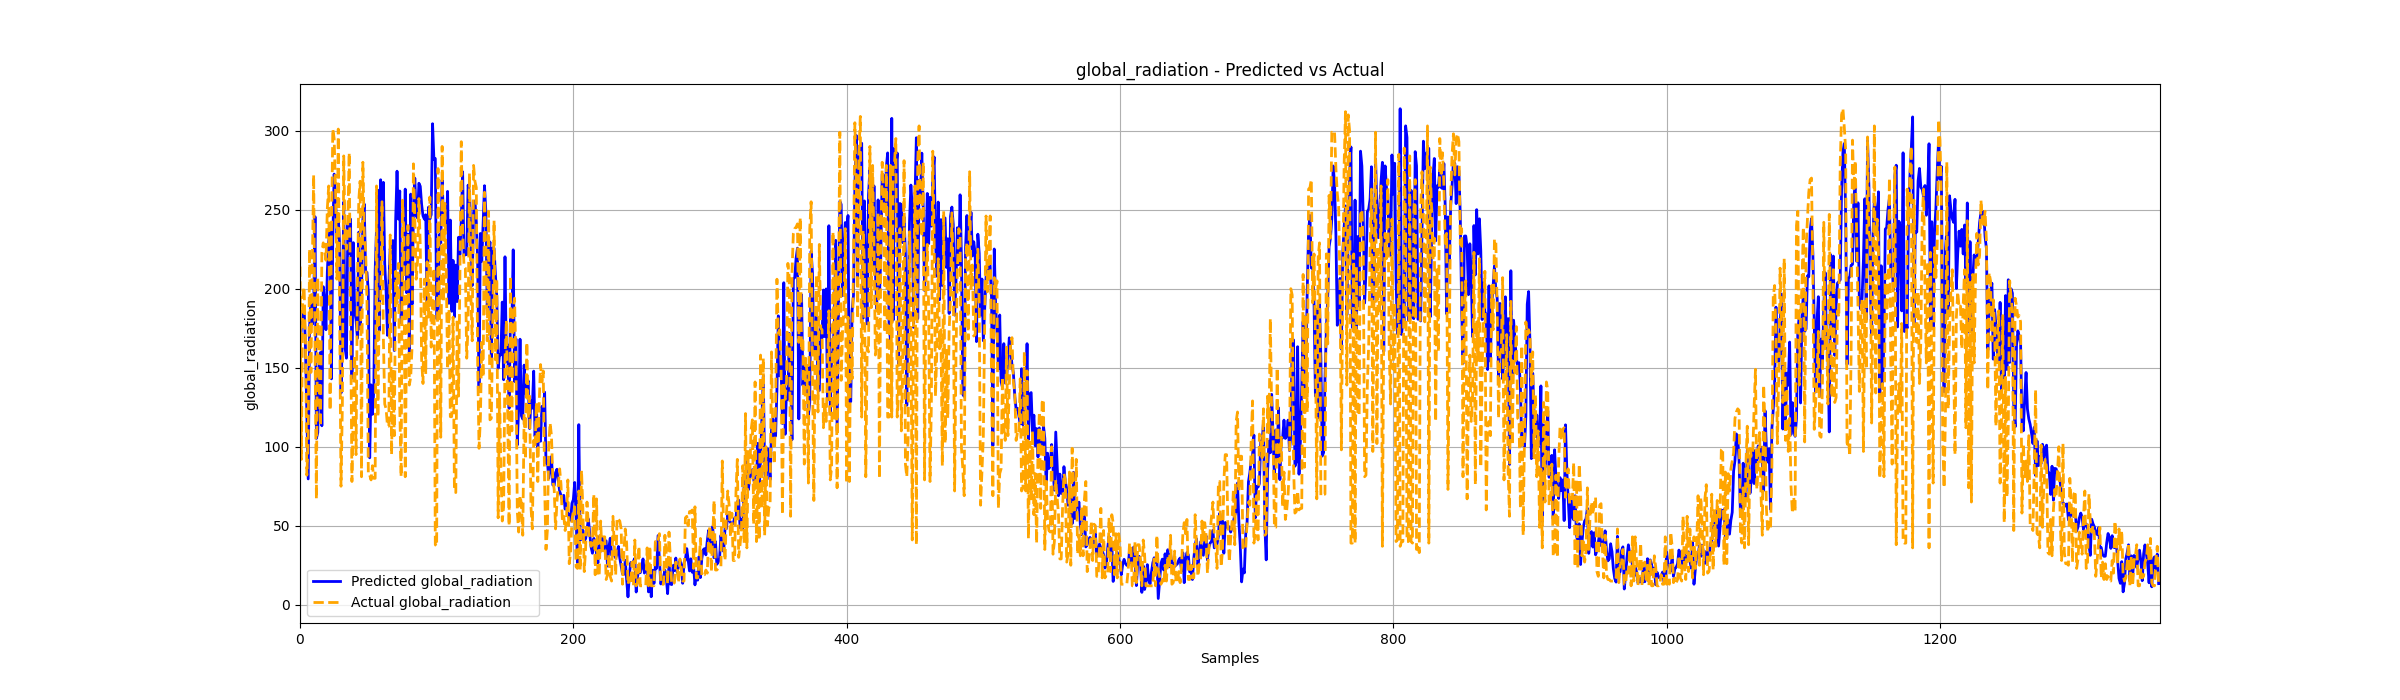 global_radiation - Predicted vs Actual
global_radiation
300
250
200
150
100
50
0
Predicted global_radiation
Actual global_radiation
0 200 400 600 800 1000 1200
Samples